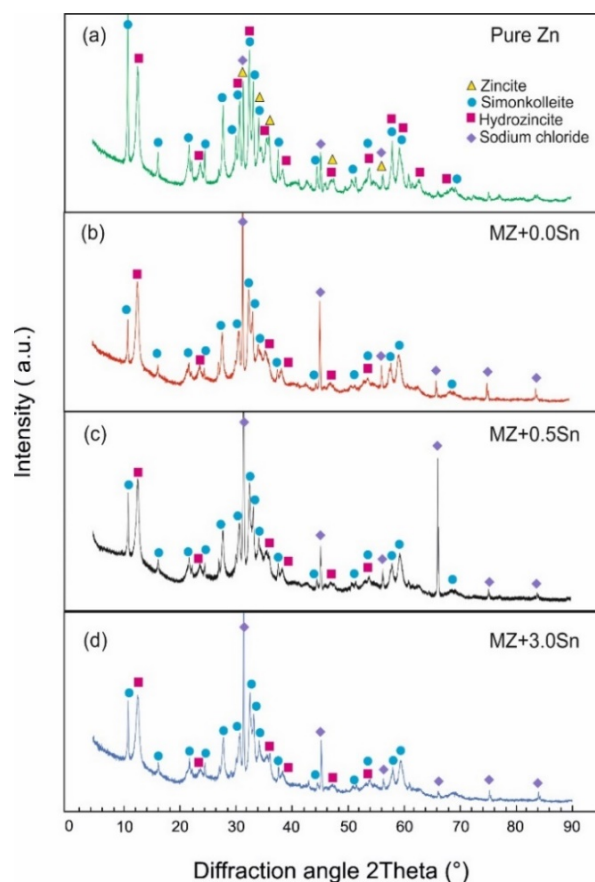 (a)
Pure Zn
Zincite
Simonkolleite
Hydrozincite
Sodium chloride
(b)
MZ+0.0Sn
(c)
MZ+0.5Sn
(d)
MZ+3.0Sn
Intensity ( a.u.)
0 10 20 30 40 50 60 70 80 90
Diffraction angle 2Theta (°)